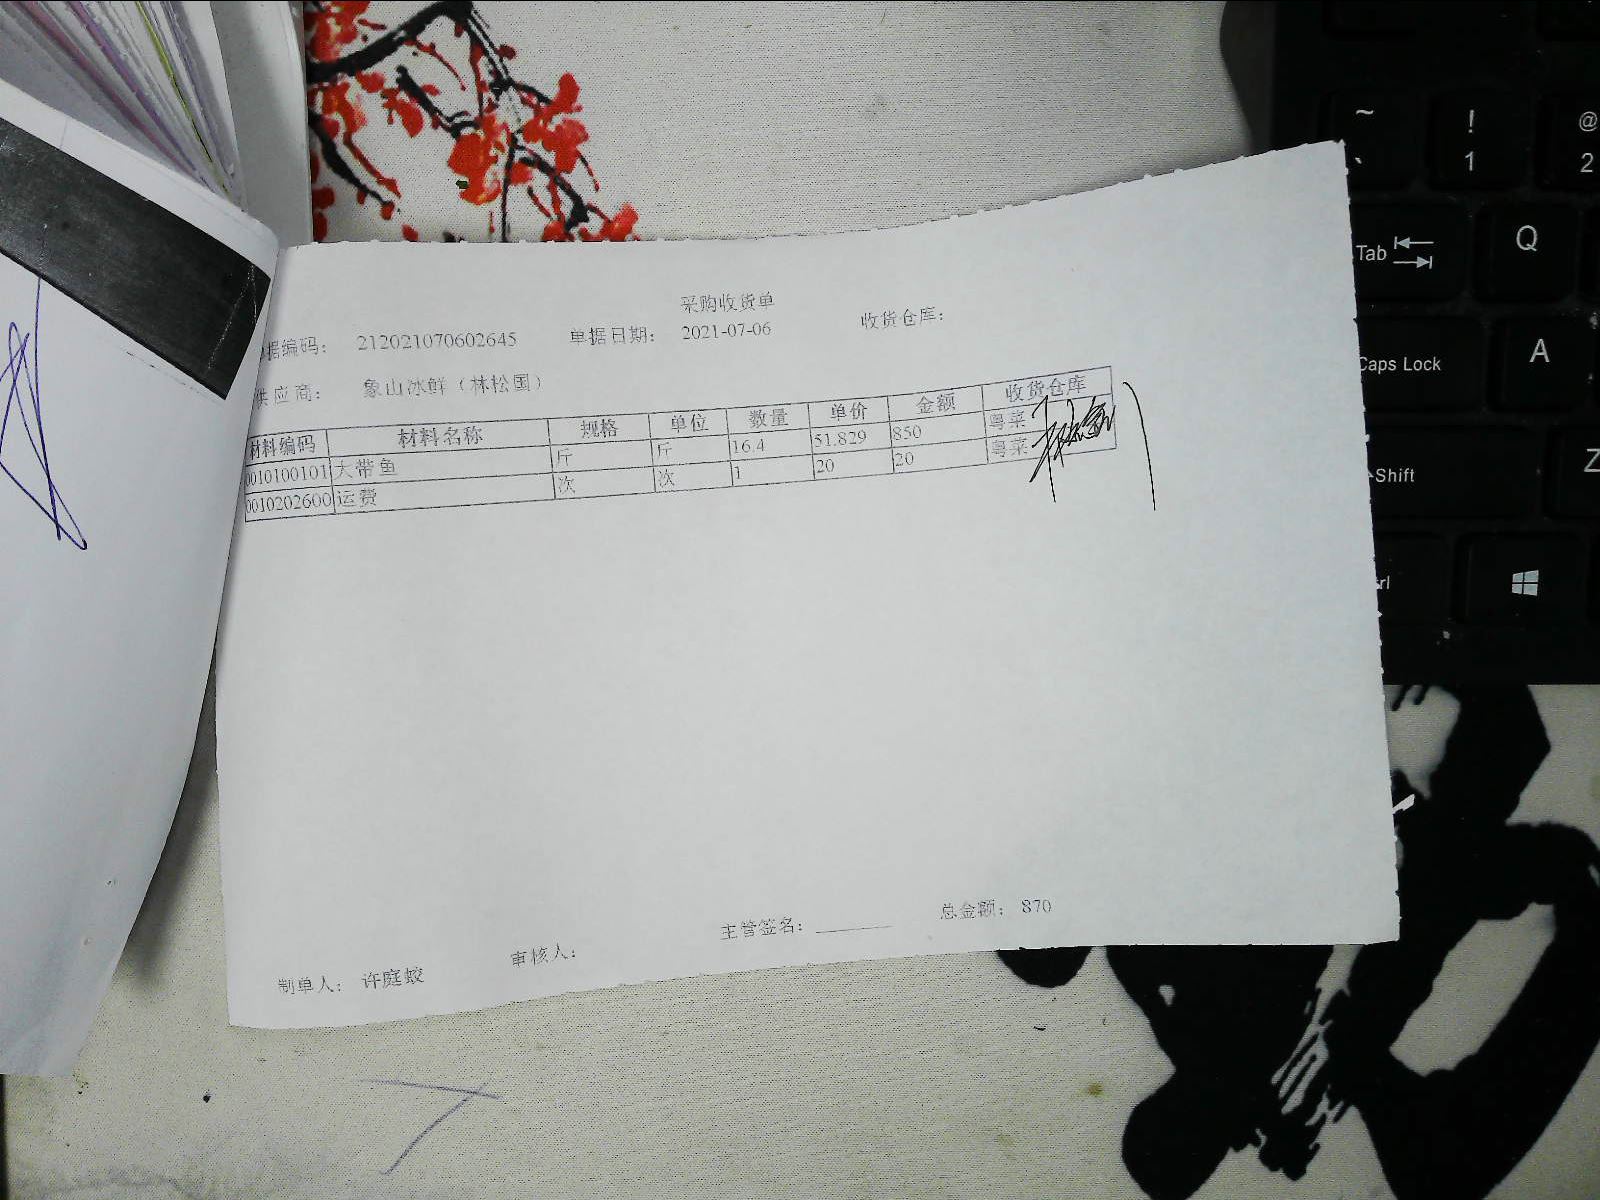 采购收货单
据编码： 212021070602645 单据日期： 2021-07-06 收货仓库：
供应商： 象山冰鲜（林松国）
材料编码 材料名称 规格 单位 数量 单价 金额 收货仓库
0010100101 大带鱼 斤 斤 16.4 51.829 850 粤菜
0010202600 运费 次 次 1 20 20 粤菜
制单人： 许庭蛟 审核人： 主管签名： 总金额： 870
~
` ! 1 @ 2
Tab Q
Caps Lock A
Shift Z
rl